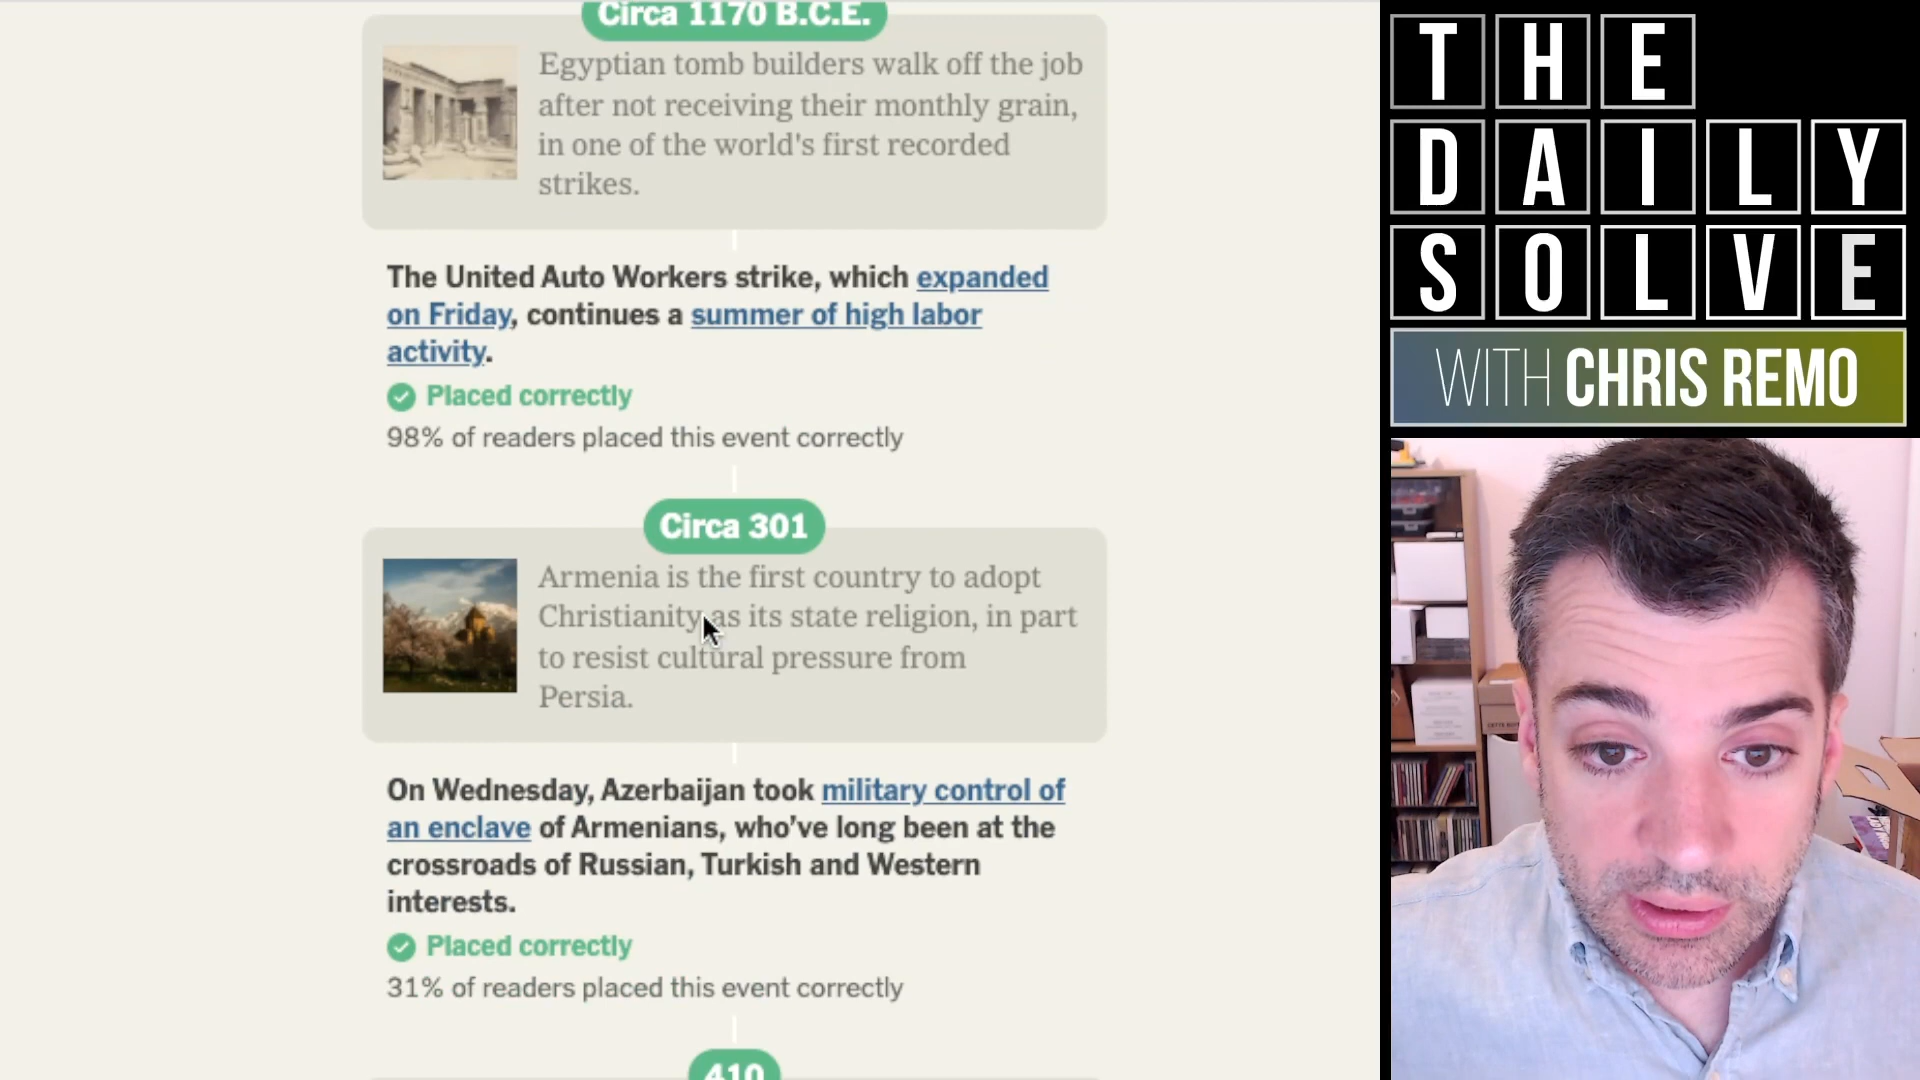 Circa 1170 B.C.E.
Egyptian tomb builders walk off the job
after not receiving their monthly grain,
in one of the world's first recorded
strikes.
The United Auto Workers strike, which expanded
on Friday, continues a summer of high labor
activity.
Placed correctly
98% of readers placed this event correctly
Circa 301
Armenia is the first country to adopt
Christianity as its state religion, in part
to resist cultural pressure from
Persia.
On Wednesday, Azerbaijan took military control of
an enclave of Armenians, who’ve long been at the
crossroads of Russian, Turkish and Western
interests.
Placed correctly
31% of readers placed this event correctly
410
THE
DAILY
SOLVE
WITH CHRIS REMO